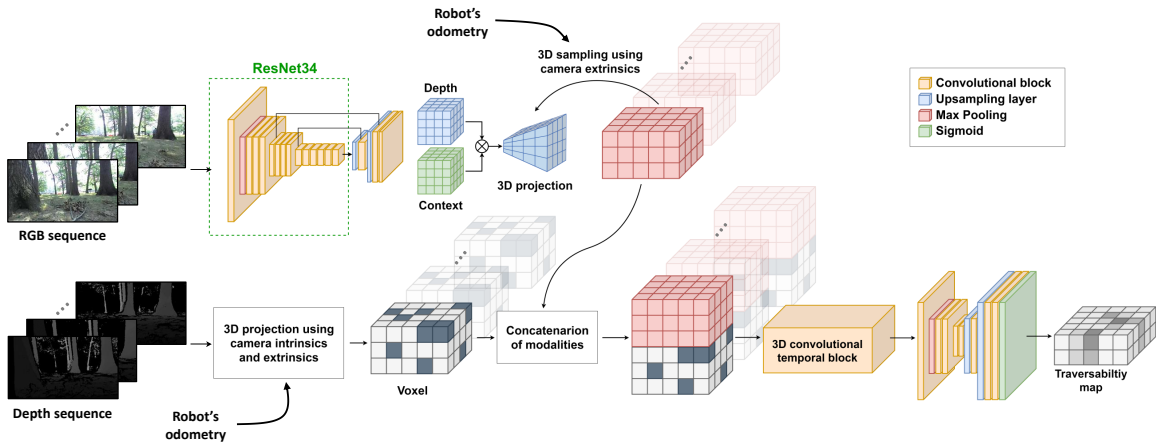 Robot's
odometry
3D sampling using
camera extrinsics
ResNet34
Depth
Context
3D projection
RGB sequence
Convolutional block
Upsampling layer
Max Pooling
Sigmoid
3D projection using
camera intrinsics
and extrinsics
Voxel
Concatenarion
of modalities
3D convolutional
temporal block
Traversabiltiy
map
Depth sequence
Robot's
odometry